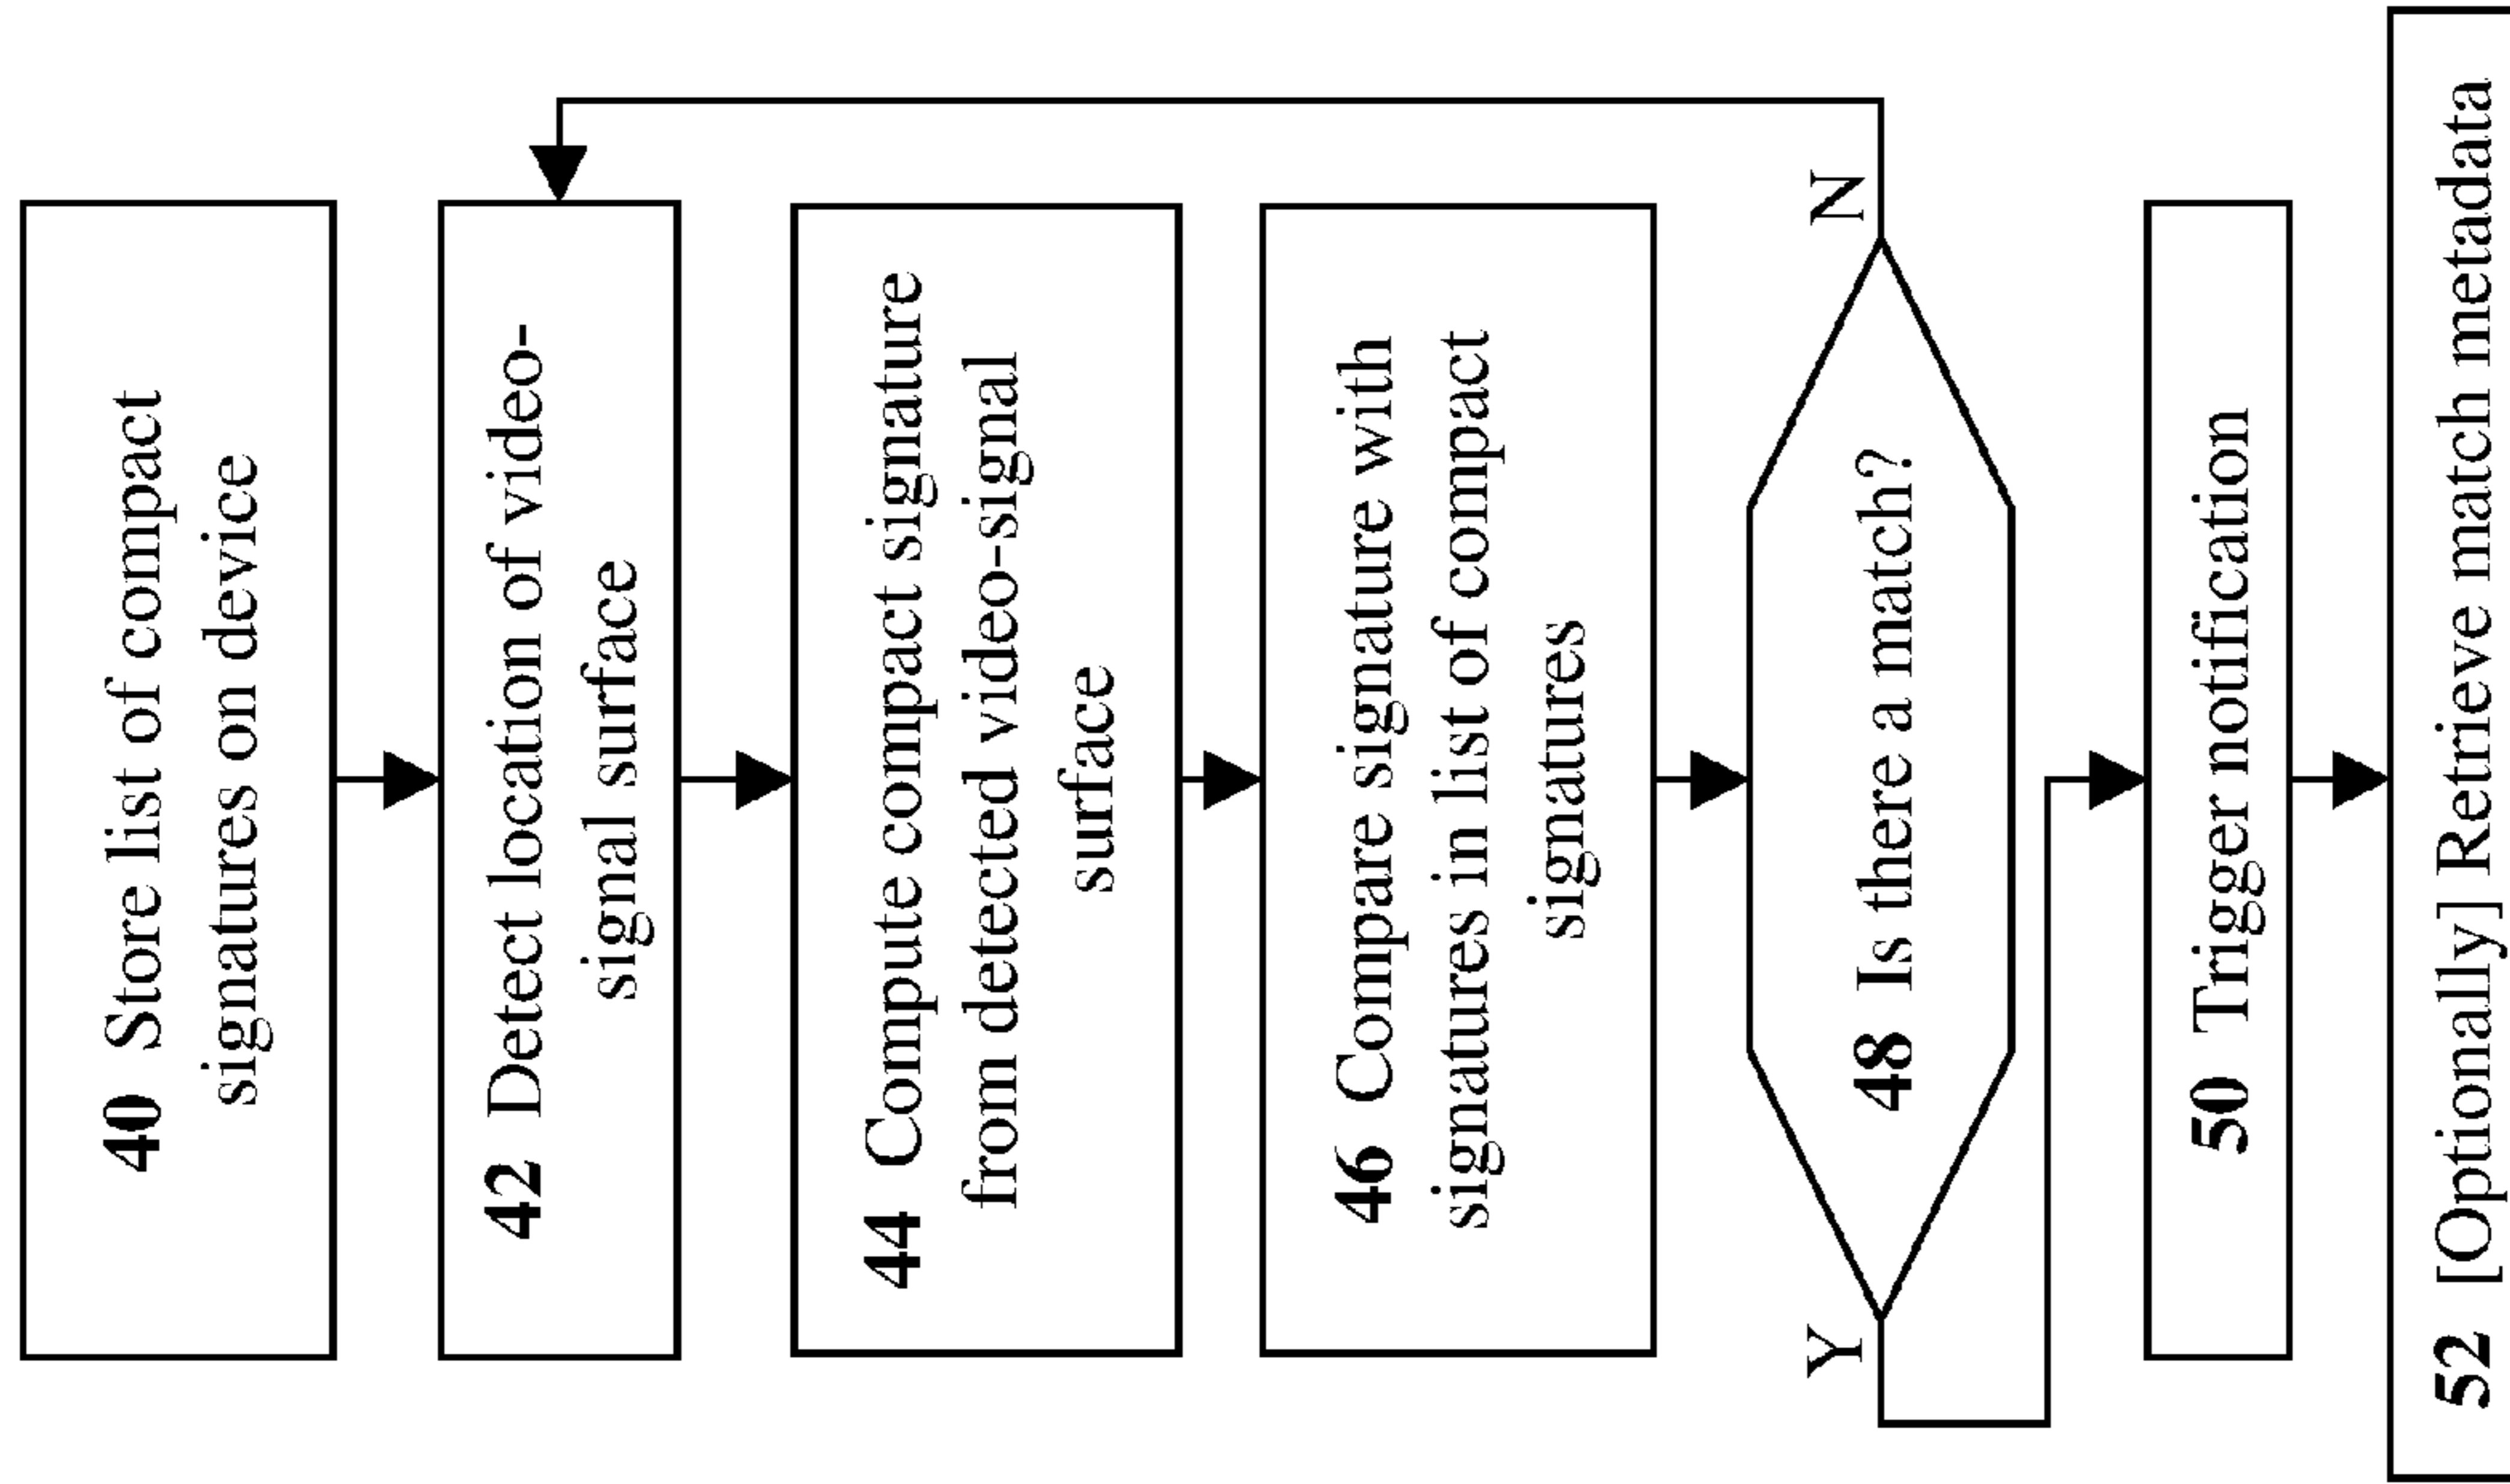 40 Store list of compact
signatures on device
42 Detect location of video-
signal surface
44 Compute compact signature
from detected video-signal
surface
46 Compare signature with
signatures in list of compact
signatures
48 Is there a match?
Y
N
50 Trigger notification
52 [Optionally] Retrieve match metadata